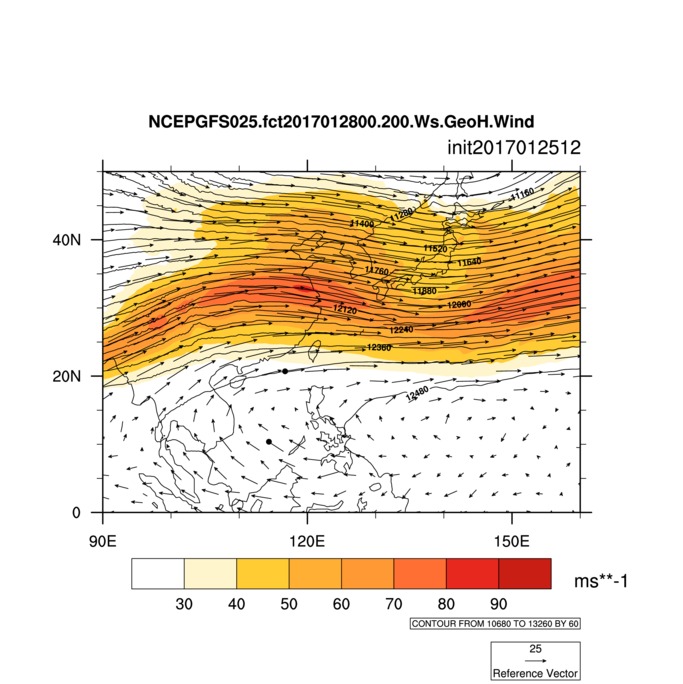 NCEPGFS025.fct2017012800.200.Ws.GeoH.Wind
init2017012512
11160
11280
11400
11520
11640
11760
11880
12000
12120
12240
12360
12480
40N
20N
0
90E 120E 150E
30 40 50 60 70 80 90
ms**-1
CONTOUR FROM 10680 TO 13260 BY 60
25
Reference Vector